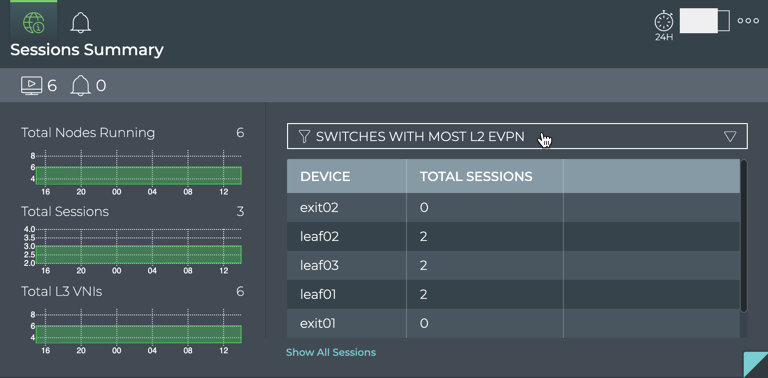 24H
Sessions Summary
6 0
Total Nodes Running 6
8
6
4
16 20 00 04 08 12
Total Sessions 3
4.0
3.5
3.0
2.5
2.0
16 20 00 04 08 12
Total L3 VNIs 6
8
6
4
16 20 00 04 08 12
SWITCHES WITH MOST L2 EVPN
DEVICE TOTAL SESSIONS
exit02 0
leaf02 2
leaf03 2
leaf01 2
exit01 0
Show All Sessions